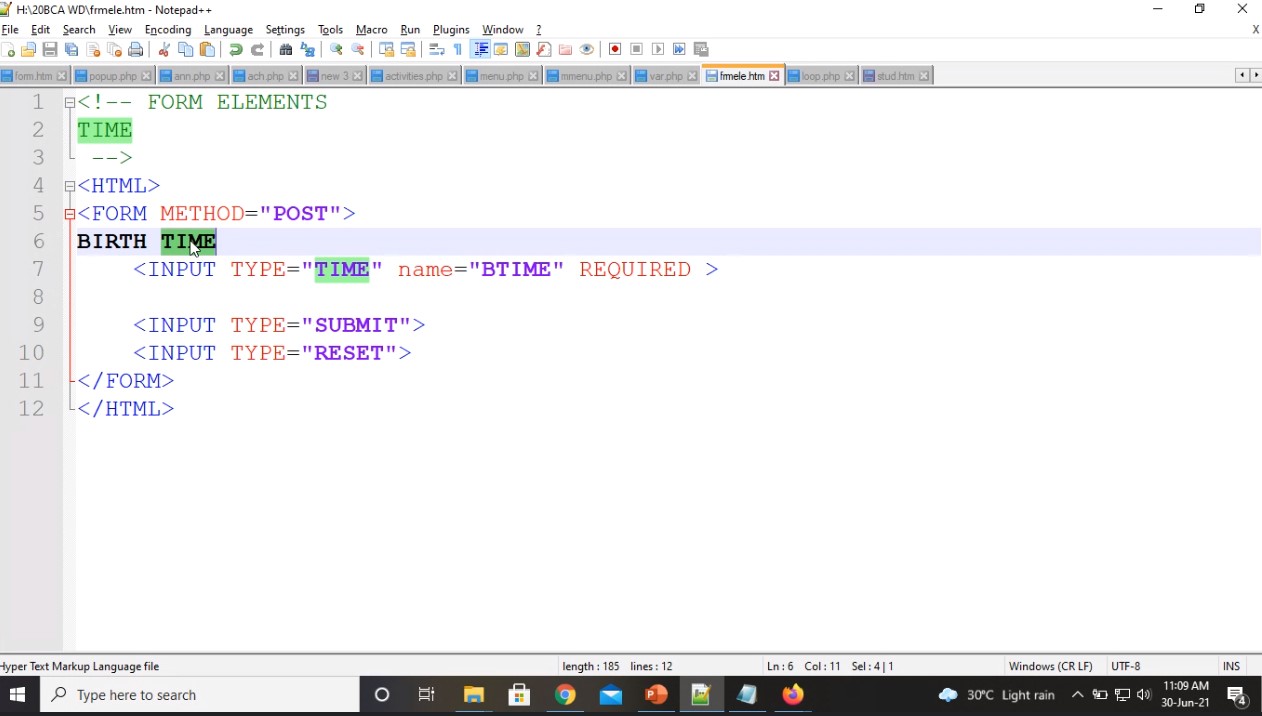 H:\20BCA WD\frmele.htm - Notepad++
File Edit Search View Encoding Language Settings Tools Macro Run Plugins Window ? X
form.htm popup.php ann.php ach.php new 3 activities.php menu.php mmenu.php var.php frmele.htm loop.php stud.htm
1 <!-- FORM ELEMENTS
2 TIME
3 -->
4 <HTML>
5 <FORM METHOD="POST">
6 BIRTH TIME
7 <INPUT TYPE="TIME" name="BTIME" REQUIRED >
8
9 <INPUT TYPE="SUBMIT">
10 <INPUT TYPE="RESET">
11 </FORM>
12 </HTML>
Hyper Text Markup Language file length : 185 lines : 12 Ln : 6 Col : 11 Sel : 4 | 1 Windows (CR LF) UTF-8 INS
Type here to search 30°C Light rain 11:09 AM
30-Jun-21 4